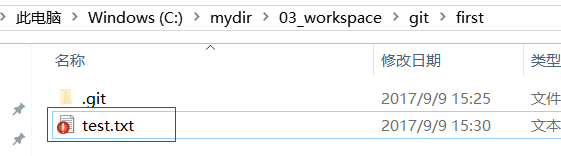 此电脑 > Windows (C:) > mydir > 03_workspace > git > first
名称 修改日期 类型
.git 2017/9/9 15:25 文件
test.txt 2017/9/9 15:30 文本